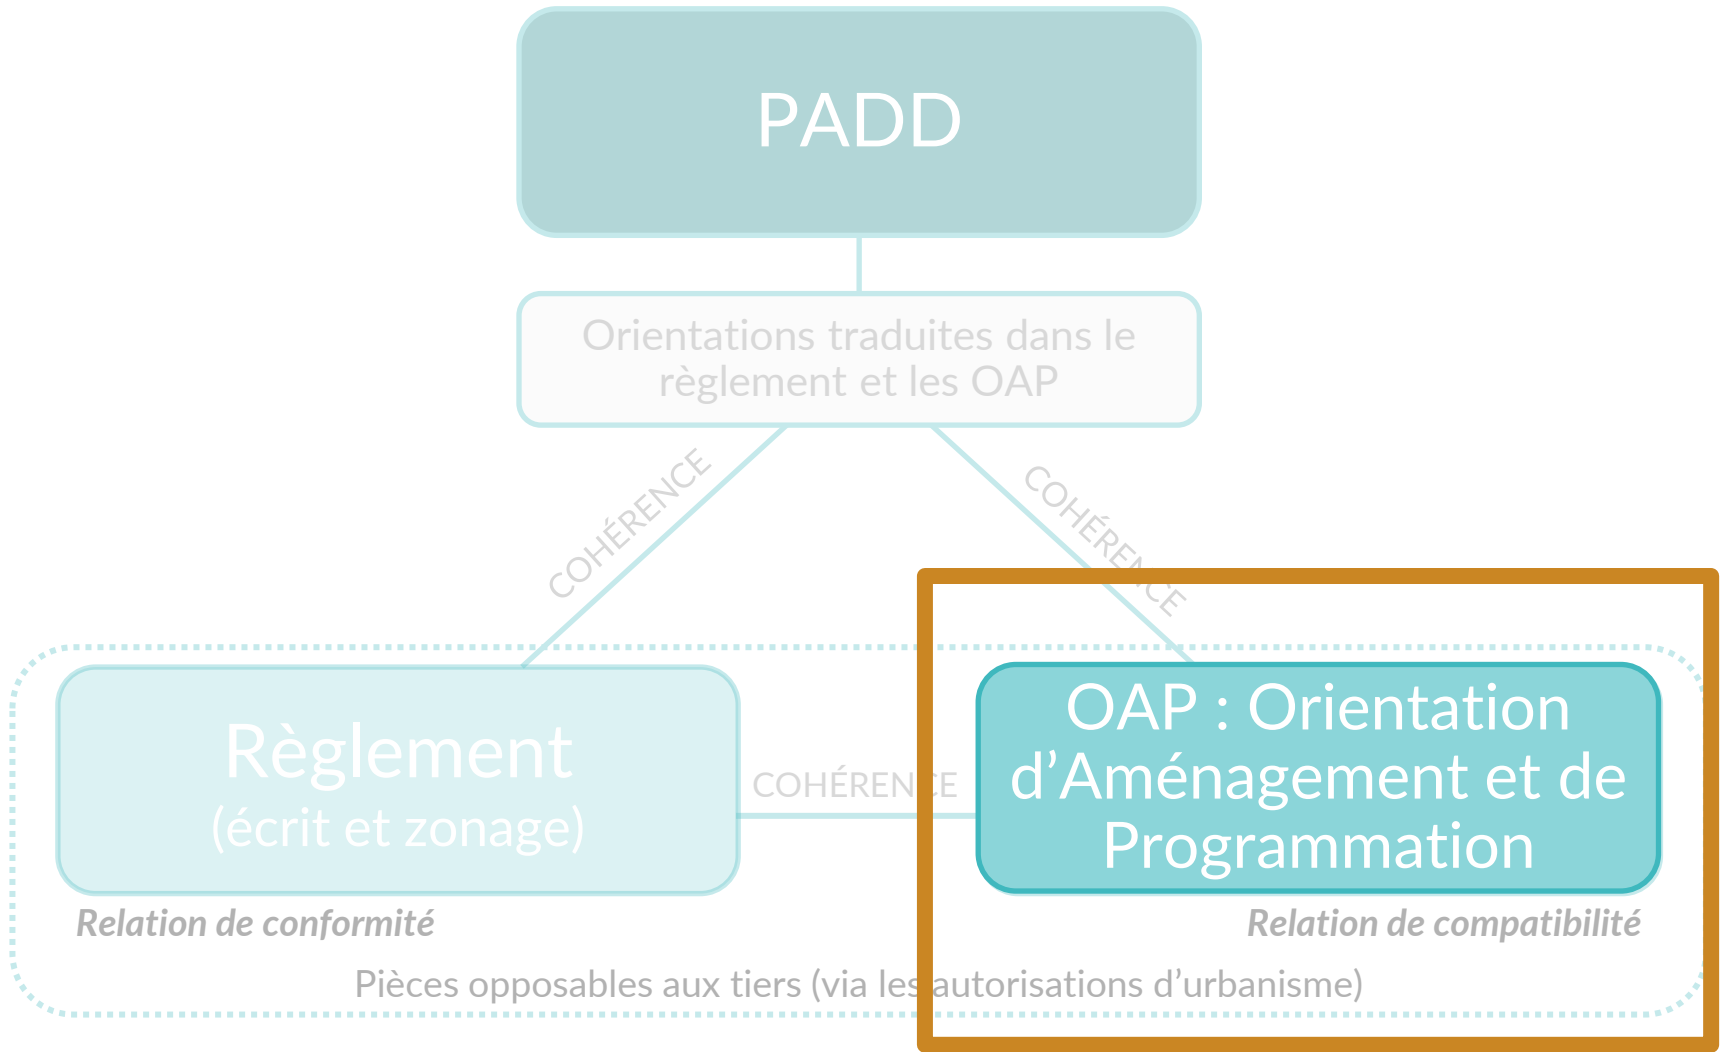 PADD
Orientations traduites dans le
règlement et les OAP
COHÉRENCE
COHÉRENCE
Règlement
(écrit et zonage)
COHÉRENCE
OAP : Orientation
d’Aménagement et de
Programmation
Relation de conformité
Relation de compatibilité
Pièces opposables aux tiers (via les autorisations d’urbanisme)